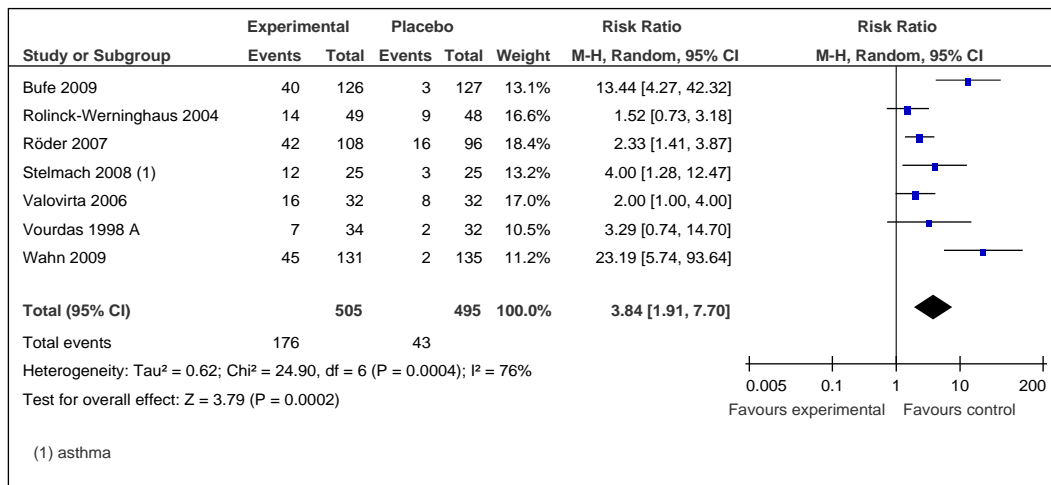 Experimental Placebo Risk Ratio Risk Ratio
Study or Subgroup Events Total Events Total Weight M-H, Random, 95% CI M-H, Random, 95% CI
Bufe 2009 40 126 3 127 13.1% 13.44 [4.27, 42.32]
Rolinck-Werninghaus 2004 14 49 9 48 16.6% 1.52 [0.73, 3.18]
Röder 2007 42 108 16 96 18.4% 2.33 [1.41, 3.87]
Stelmach 2008 (1) 12 25 3 25 13.2% 4.00 [1.28, 12.47]
Valovirta 2006 16 32 8 32 17.0% 2.00 [1.00, 4.00]
Vourdas 1998 A 7 34 2 32 10.5% 3.29 [0.74, 14.70]
Wahn 2009 45 131 2 135 11.2% 23.19 [5.74, 93.64]
Total (95% CI) 505 495 100.0% 3.84 [1.91, 7.70]
Total events 176 43
Heterogeneity: Tau² = 0.62; Chi² = 24.90, df = 6 (P = 0.0004); I² = 76%
Test for overall effect: Z = 3.79 (P = 0.0002)
0.005 0.1 1 10 200
Favours experimental Favours control
(1) asthma